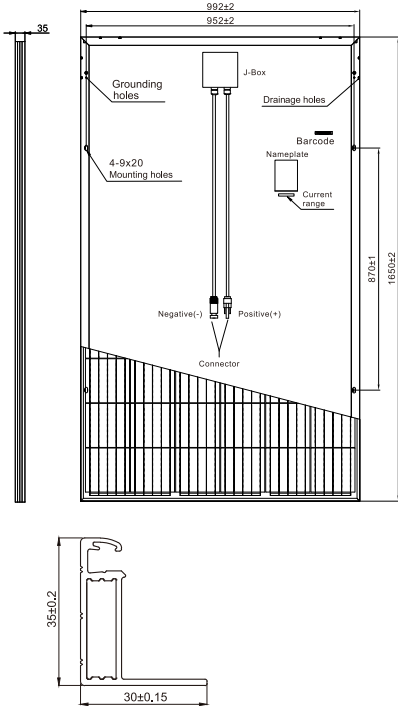 992±2
952±2
35
J-Box
Grounding
holes
Drainage holes
Barcode
Nameplate
4-9x20
Mounting holes
Current
range
870±1
1650±2
Negative(-)
Positive(+)
Connector
35±0.2
30±0.15